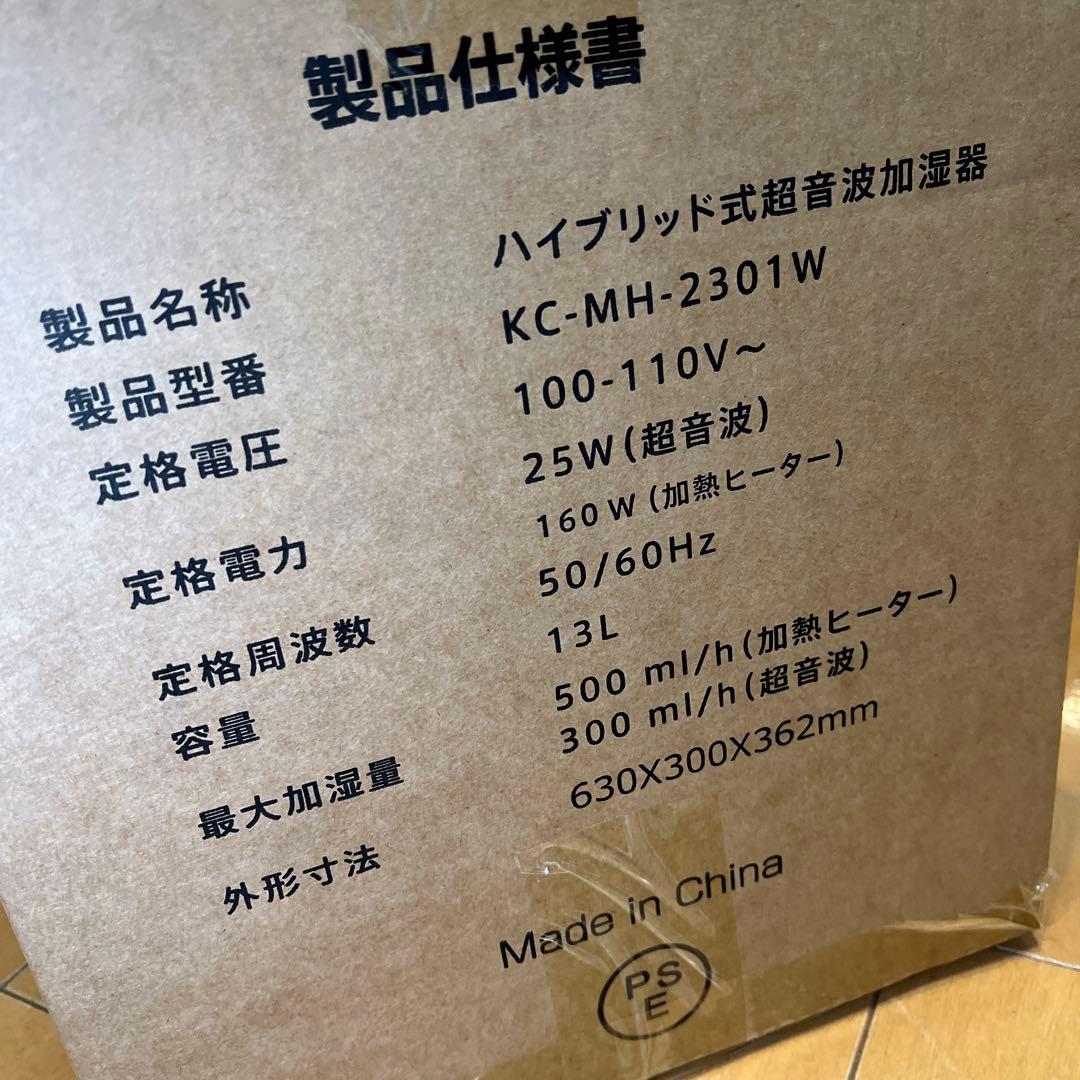 製品仕様書
製品名称 ハイブリッド式超音波加湿器
製品型番 KC-MH-2301W
定格電圧 100-110V～
定格電力 25W(超音波)
160W(加熱ヒーター)
定格周波数 50/60Hz
容量 13L
最大加湿量 500 ml/h(加熱ヒーター)
300 ml/h(超音波)
外形寸法 630X300X362mm
Made in China
PSE